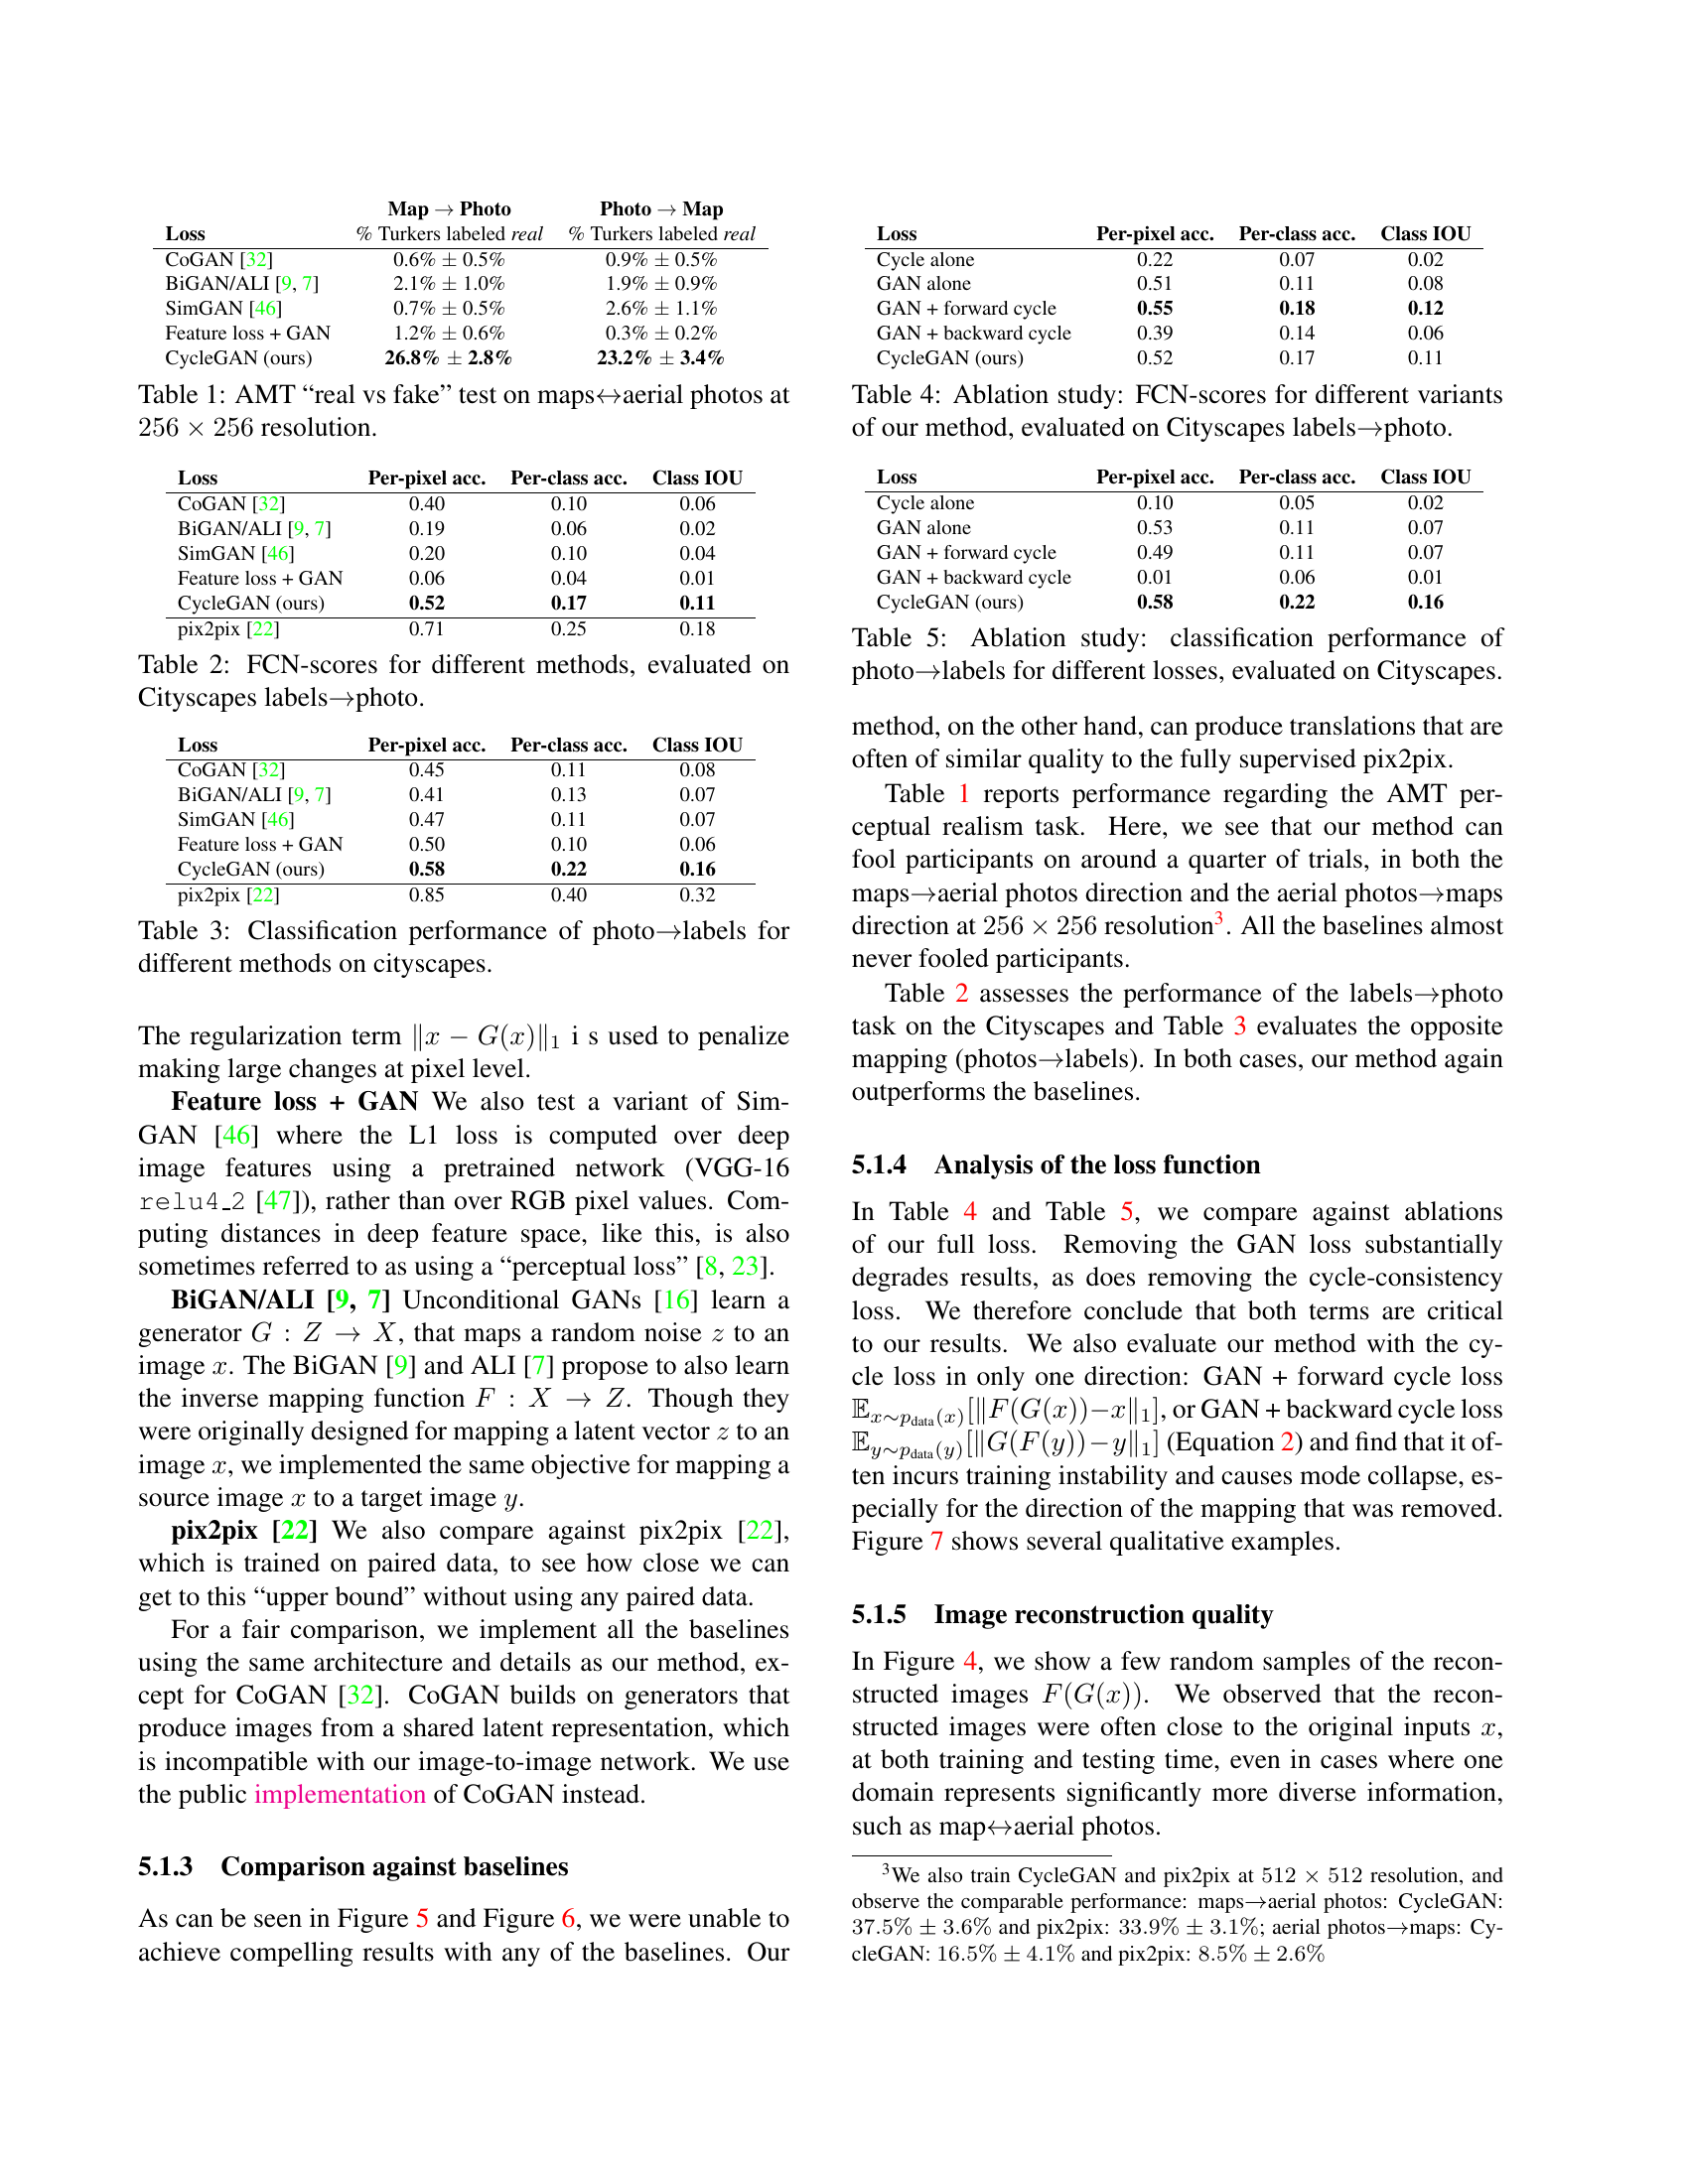 Map → Photo Photo → Map
Loss % Turkers labeled real % Turkers labeled real
CoGAN [32] 0.6% ± 0.5% 0.9% ± 0.5%
BiGAN/ALI [9, 7] 2.1% ± 1.0% 1.9% ± 0.9%
SimGAN [46] 0.7% ± 0.5% 2.6% ± 1.1%
Feature loss + GAN 1.2% ± 0.6% 0.3% ± 0.2%
CycleGAN (ours) 26.8% ± 2.8% 23.2% ± 3.4%
Table 1: AMT “real vs fake” test on maps↔aerial photos at
256 × 256 resolution.
Loss Per-pixel acc. Per-class acc. Class IOU
CoGAN [32] 0.40 0.10 0.06
BiGAN/ALI [9, 7] 0.19 0.06 0.02
SimGAN [46] 0.20 0.10 0.04
Feature loss + GAN 0.06 0.04 0.01
CycleGAN (ours) 0.52 0.17 0.11
pix2pix [22] 0.71 0.25 0.18
Table 2: FCN-scores for different methods, evaluated on
Cityscapes labels→photo.
Loss Per-pixel acc. Per-class acc. Class IOU
CoGAN [32] 0.45 0.11 0.08
BiGAN/ALI [9, 7] 0.41 0.13 0.07
SimGAN [46] 0.47 0.11 0.07
Feature loss + GAN 0.50 0.10 0.06
CycleGAN (ours) 0.58 0.22 0.16
pix2pix [22] 0.85 0.40 0.32
Table 3: Classification performance of photo→labels for
different methods on cityscapes.
The regularization term ∥x − G(x)∥₁ i s used to penalize
making large changes at pixel level.
Feature loss + GAN We also test a variant of Sim-
GAN [46] where the L1 loss is computed over deep
image features using a pretrained network (VGG-16
relu4_2 [47]), rather than over RGB pixel values. Com-
puting distances in deep feature space, like this, is also
sometimes referred to as using a “perceptual loss” [8, 23].
BiGAN/ALI [9, 7] Unconditional GANs [16] learn a
generator G : Z → X, that maps a random noise z to an
image x. The BiGAN [9] and ALI [7] propose to also learn
the inverse mapping function F : X → Z. Though they
were originally designed for mapping a latent vector z to an
image x, we implemented the same objective for mapping a
source image x to a target image y.
pix2pix [22] We also compare against pix2pix [22],
which is trained on paired data, to see how close we can
get to this “upper bound” without using any paired data.
For a fair comparison, we implement all the baselines
using the same architecture and details as our method, ex-
cept for CoGAN [32]. CoGAN builds on generators that
produce images from a shared latent representation, which
is incompatible with our image-to-image network. We use
the public implementation of CoGAN instead.
5.1.3 Comparison against baselines
As can be seen in Figure 5 and Figure 6, we were unable to
achieve compelling results with any of the baselines. Our
Loss Per-pixel acc. Per-class acc. Class IOU
Cycle alone 0.22 0.07 0.02
GAN alone 0.51 0.11 0.08
GAN + forward cycle 0.55 0.18 0.12
GAN + backward cycle 0.39 0.14 0.06
CycleGAN (ours) 0.52 0.17 0.11
Table 4: Ablation study: FCN-scores for different variants
of our method, evaluated on Cityscapes labels→photo.
Loss Per-pixel acc. Per-class acc. Class IOU
Cycle alone 0.10 0.05 0.02
GAN alone 0.53 0.11 0.07
GAN + forward cycle 0.49 0.11 0.07
GAN + backward cycle 0.01 0.06 0.01
CycleGAN (ours) 0.58 0.22 0.16
Table 5: Ablation study: classification performance of
photo→labels for different losses, evaluated on Cityscapes.
method, on the other hand, can produce translations that are
often of similar quality to the fully supervised pix2pix.
Table 1 reports performance regarding the AMT per-
ceptual realism task. Here, we see that our method can
fool participants on around a quarter of trials, in both the
maps→aerial photos direction and the aerial photos→maps
direction at 256 × 256 resolution³. All the baselines almost
never fooled participants.
Table 2 assesses the performance of the labels→photo
task on the Cityscapes and Table 3 evaluates the opposite
mapping (photos→labels). In both cases, our method again
outperforms the baselines.
5.1.4 Analysis of the loss function
In Table 4 and Table 5, we compare against ablations
of our full loss. Removing the GAN loss substantially
degrades results, as does removing the cycle-consistency
loss. We therefore conclude that both terms are critical
to our results. We also evaluate our method with the cy-
cle loss in only one direction: GAN + forward cycle loss
𝔼x∼pdata(x)[∥F(G(x))−x∥₁], or GAN + backward cycle loss
𝔼y∼pdata(y)[∥G(F(y))−y∥₁] (Equation 2) and find that it of-
ten incurs training instability and causes mode collapse, es-
pecially for the direction of the mapping that was removed.
Figure 7 shows several qualitative examples.
5.1.5 Image reconstruction quality
In Figure 4, we show a few random samples of the recon-
structed images F(G(x)). We observed that the recon-
structed images were often close to the original inputs x,
at both training and testing time, even in cases where one
domain represents significantly more diverse information,
such as map↔aerial photos.
³We also train CycleGAN and pix2pix at 512 × 512 resolution, and
observe the comparable performance: maps→aerial photos: CycleGAN:
37.5% ± 3.6% and pix2pix: 33.9% ± 3.1%; aerial photos→maps: Cy-
cleGAN: 16.5% ± 4.1% and pix2pix: 8.5% ± 2.6%